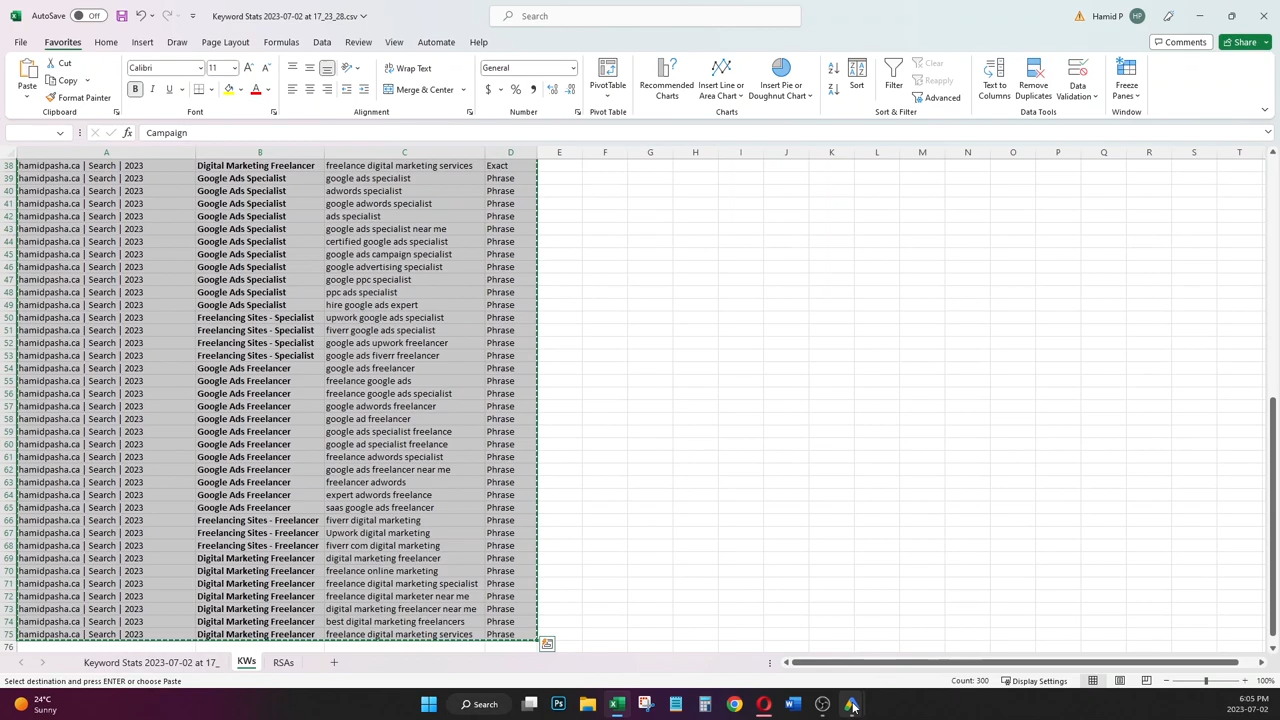 AutoSave Off Keyword Stats 2023-07-02 at 17_23_28.csv Search Hamid P HP
File Favorites Home Insert Draw Page Layout Formulas Data Review View Automate Help Comments Share
Paste Cut Copy Format Painter Calibri 11 Wrap Text Merge & Center General PivotTable Recommended Charts Insert Line or Area Chart Insert Pie or Doughnut Chart Sort Filter Clear Reapply Advanced Text to Columns Remove Duplicates Data Validation Freeze Panes
Clipboard Font Alignment Number PivotTables Charts Sort & Filter Data Tools Window
fx Campaign
A B C D E F G H I J K L M N O P Q R S T
38 hamidpasha.ca | Search | 2023 Digital Marketing Freelancer freelance digital marketing services Exact
39 hamidpasha.ca | Search | 2023 Google Ads Specialist google ads specialist Phrase
40 hamidpasha.ca | Search | 2023 Google Ads Specialist adwords specialist Phrase
41 hamidpasha.ca | Search | 2023 Google Ads Specialist google adwords specialist Phrase
42 hamidpasha.ca | Search | 2023 Google Ads Specialist ads specialist Phrase
43 hamidpasha.ca | Search | 2023 Google Ads Specialist google ads specialist near me Phrase
44 hamidpasha.ca | Search | 2023 Google Ads Specialist certified google ads specialist Phrase
45 hamidpasha.ca | Search | 2023 Google Ads Specialist google ads campaign specialist Phrase
46 hamidpasha.ca | Search | 2023 Google Ads Specialist google advertising specialist Phrase
47 hamidpasha.ca | Search | 2023 Google Ads Specialist google ppc specialist Phrase
48 hamidpasha.ca | Search | 2023 Google Ads Specialist ppc ads specialist Phrase
49 hamidpasha.ca | Search | 2023 Google Ads Specialist hire google ads expert Phrase
50 hamidpasha.ca | Search | 2023 Freelancing Sites - Specialist upwork google ads specialist Phrase
51 hamidpasha.ca | Search | 2023 Freelancing Sites - Specialist fiverr google ads specialist Phrase
52 hamidpasha.ca | Search | 2023 Freelancing Sites - Specialist google ads upwork freelancer Phrase
53 hamidpasha.ca | Search | 2023 Freelancing Sites - Specialist google ads fiverr freelancer Phrase
54 hamidpasha.ca | Search | 2023 Google Ads Freelancer google ads freelancer Phrase
55 hamidpasha.ca | Search | 2023 Google Ads Freelancer freelance google ads Phrase
56 hamidpasha.ca | Search | 2023 Google Ads Freelancer freelance google ads specialist Phrase
57 hamidpasha.ca | Search | 2023 Google Ads Freelancer google adwords freelancer Phrase
58 hamidpasha.ca | Search | 2023 Google Ads Freelancer google ad freelancer Phrase
59 hamidpasha.ca | Search | 2023 Google Ads Freelancer google ads specialist freelance Phrase
60 hamidpasha.ca | Search | 2023 Google Ads Freelancer google ad specialist freelance Phrase
61 hamidpasha.ca | Search | 2023 Google Ads Freelancer freelance adwords specialist Phrase
62 hamidpasha.ca | Search | 2023 Google Ads Freelancer google ads freelancer near me Phrase
63 hamidpasha.ca | Search | 2023 Google Ads Freelancer freelancer adwords Phrase
64 hamidpasha.ca | Search | 2023 Google Ads Freelancer expert adwords freelance Phrase
65 hamidpasha.ca | Search | 2023 Google Ads Freelancer saas google ads freelancer Phrase
66 hamidpasha.ca | Search | 2023 Freelancing Sites - Freelancer fiverr digital marketing Phrase
67 hamidpasha.ca | Search | 2023 Freelancing Sites - Freelancer Upwork digital marketing Phrase
68 hamidpasha.ca | Search | 2023 Freelancing Sites - Freelancer fiverr com digital marketing Phrase
69 hamidpasha.ca | Search | 2023 Digital Marketing Freelancer digital marketing freelancer Phrase
70 hamidpasha.ca | Search | 2023 Digital Marketing Freelancer freelance online marketing Phrase
71 hamidpasha.ca | Search | 2023 Digital Marketing Freelancer freelance digital marketing specialist Phrase
72 hamidpasha.ca | Search | 2023 Digital Marketing Freelancer freelance digital marketer near me Phrase
73 hamidpasha.ca | Search | 2023 Digital Marketing Freelancer digital marketing freelancer near me Phrase
74 hamidpasha.ca | Search | 2023 Digital Marketing Freelancer best digital marketing freelancers Phrase
75 hamidpasha.ca | Search | 2023 Digital Marketing Freelancer freelance digital marketing services Phrase
76
Keyword Stats 2023-07-02 at 17_ KWs RSAs
Select destination and press ENTER or choose Paste Count: 300 Display Settings 100%
24°C Sunny Search 6:05 PM 2023-07-02